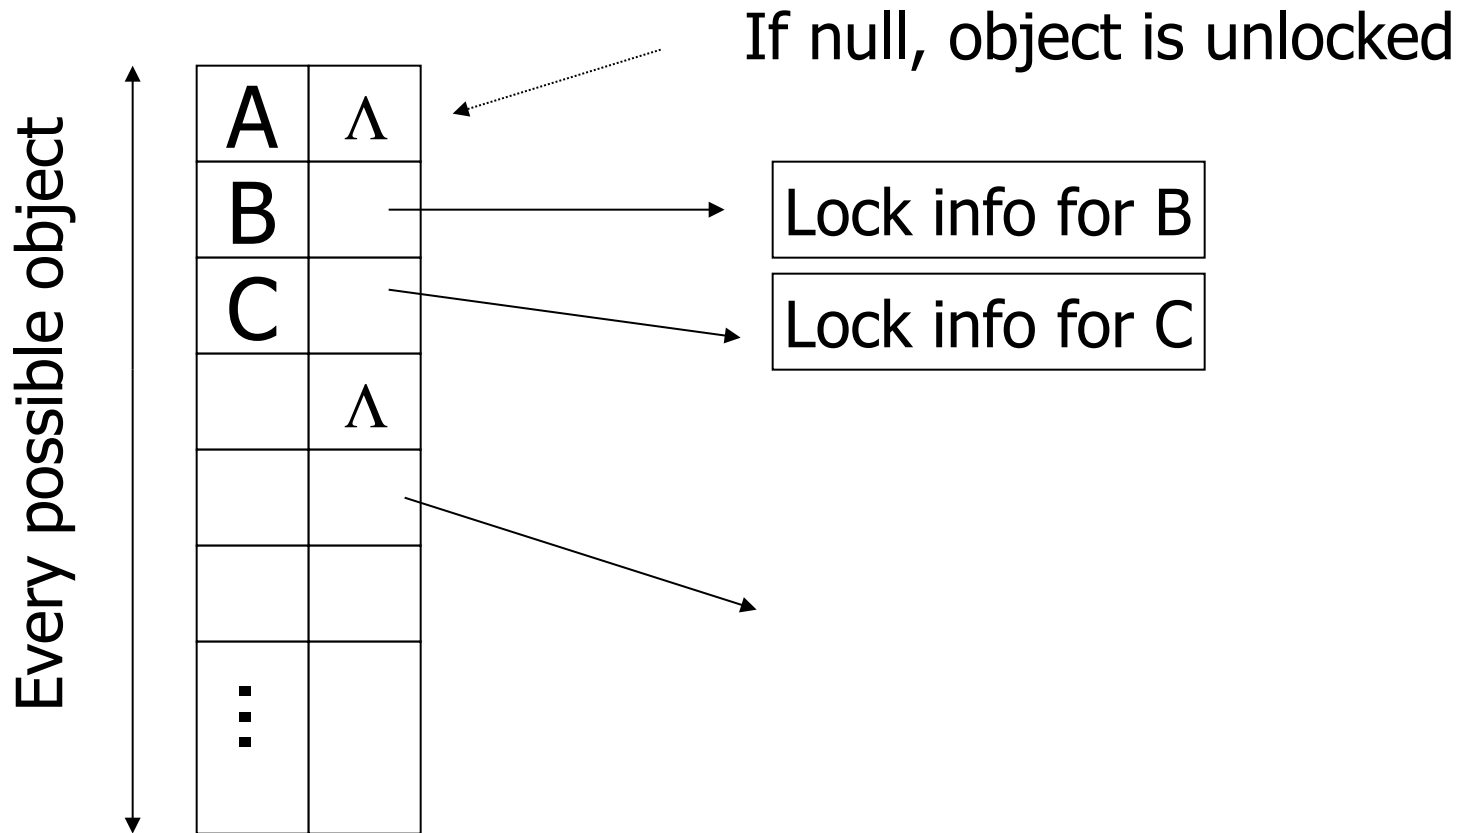 If null, object is unlocked
Every possible object
A Λ
B
Lock info for B
C
Lock info for C
Λ
⋮